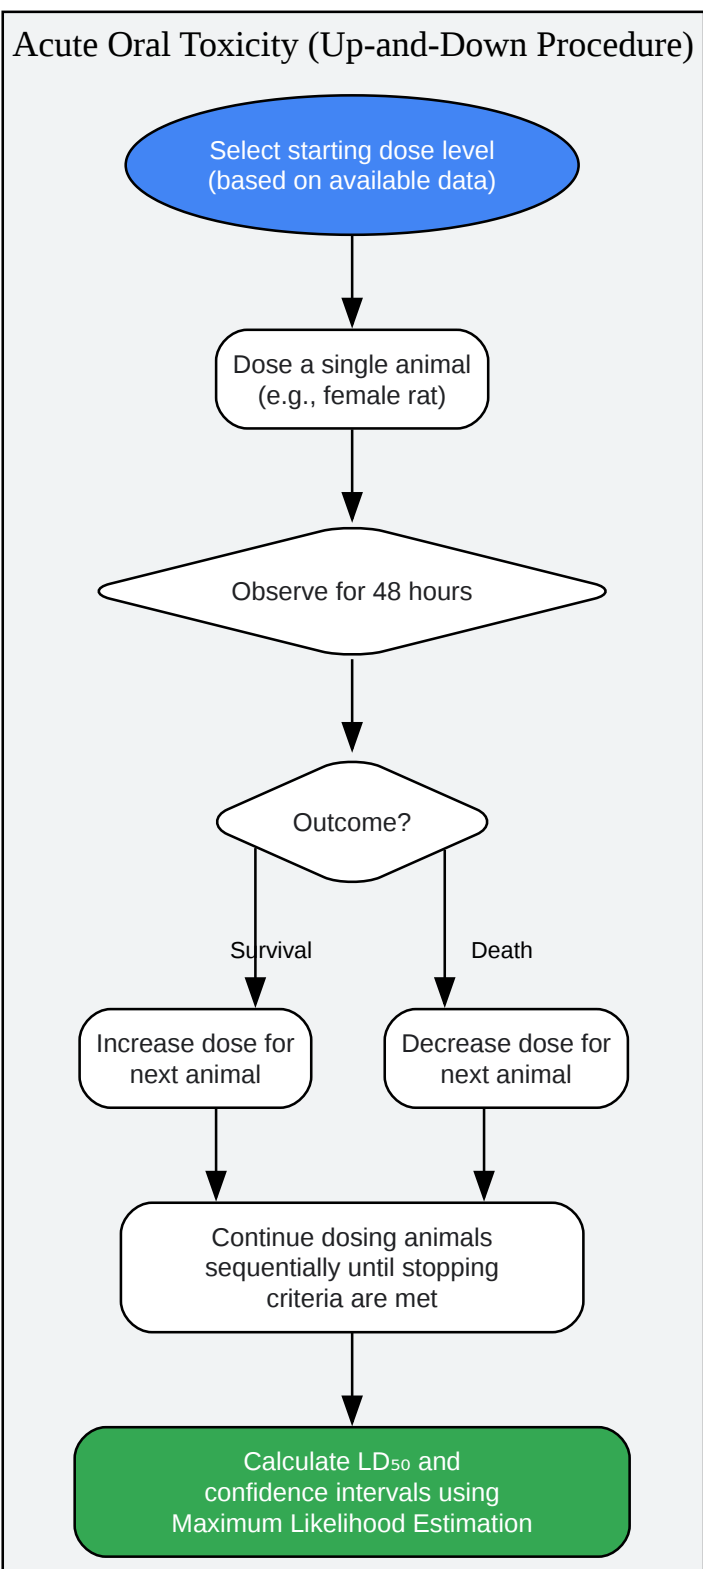 Acute Oral Toxicity (Up-and-Down Procedure)
Select starting dose level
(based on available data)
Dose a single animal
(e.g., female rat)
Observe for 48 hours
Outcome?
Survival
Death
Increase dose for
next animal
Decrease dose for
next animal
Continue dosing animals
sequentially until stopping
criteria are met
Calculate LD₅₀ and
confidence intervals using
Maximum Likelihood Estimation